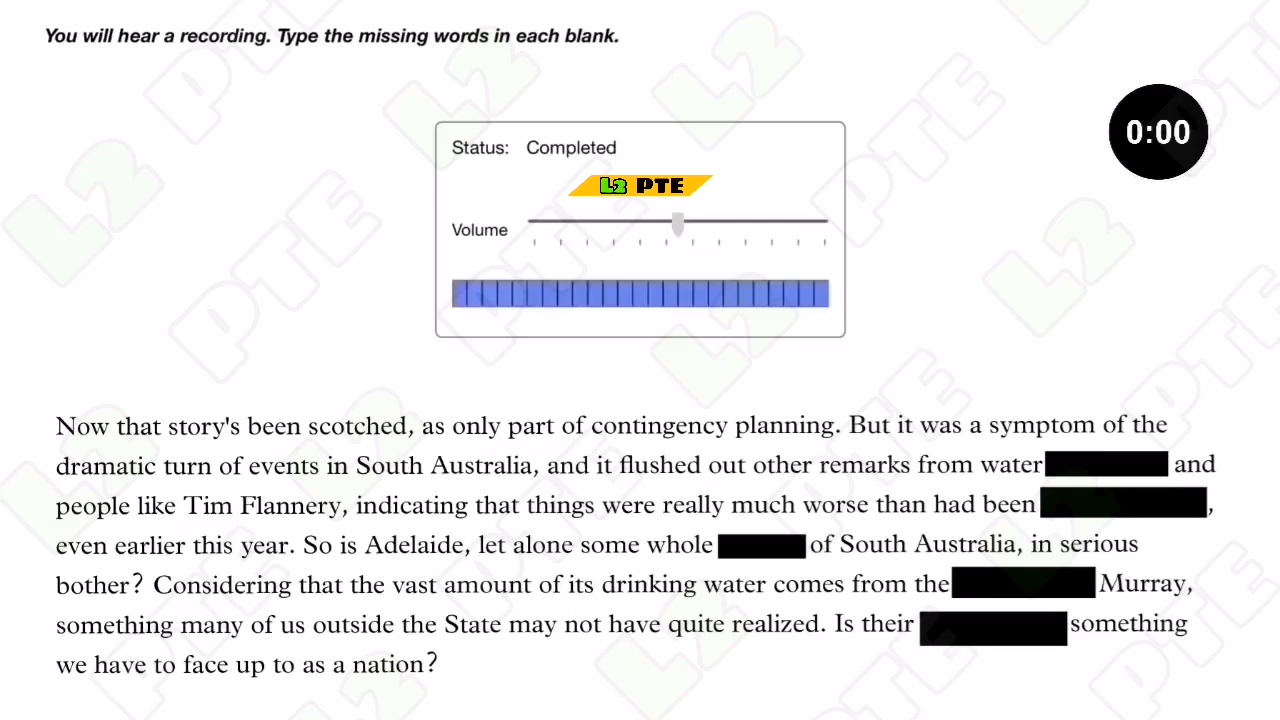 You will hear a recording. Type the missing words in each blank.
0:00
Status: Completed
L2 PTE
Volume
Now that story's been scotched, as only part of contingency planning. But it was a symptom of the
dramatic turn of events in South Australia, and it flushed out other remarks from water and
people like Tim Flannery, indicating that things were really much worse than had been ,
even earlier this year. So is Adelaide, let alone some whole of South Australia, in serious
bother? Considering that the vast amount of its drinking water comes from the Murray,
something many of us outside the State may not have quite realized. Is their something
we have to face up to as a nation?